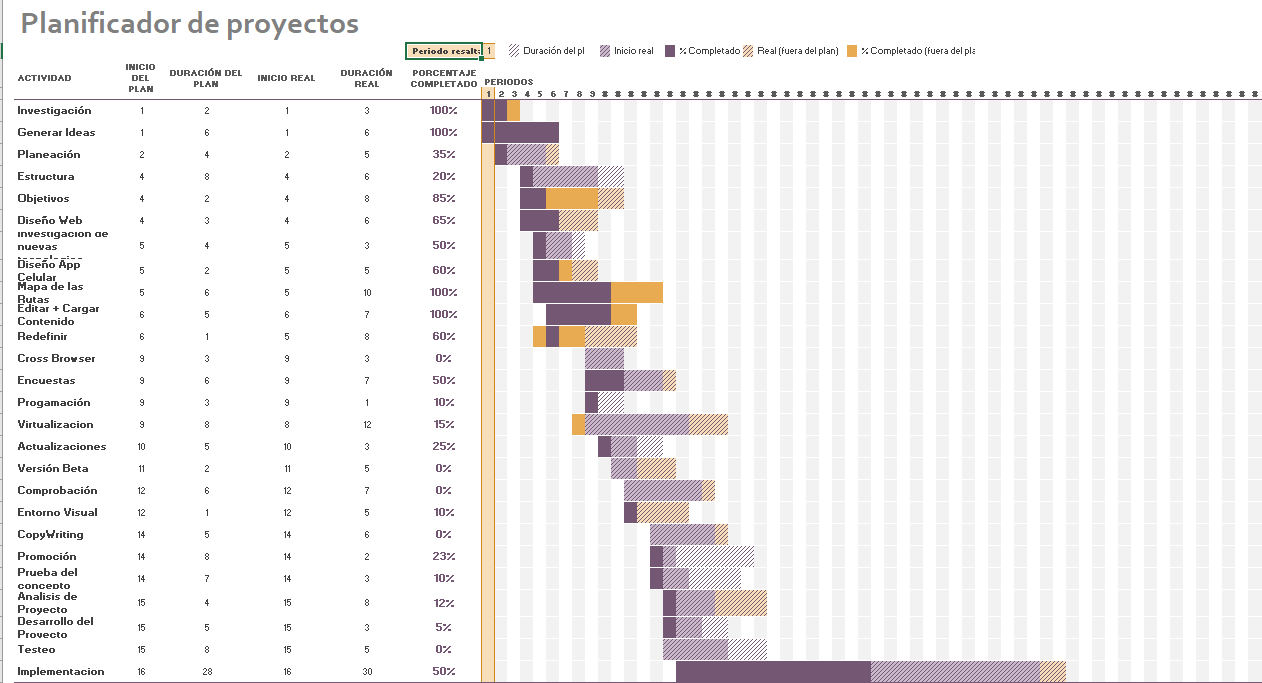 Planificador de proyectos
Periodo resalt: 1 Duración del pl Inicio real % Completado Real (fuera del plan) % Completado (fuera del pla
ACTIVIDAD INICIO DEL PLAN DURACIÓN DEL PLAN INICIO REAL DURACIÓN REAL PORCENTAJE COMPLETADO PERIODOS
1 2 3 4 5 6 7 8 9 # # # # # # # # # # # # # # # # # # # # # # # # # # # # # # # # # # # # # # # # # # # # # # # # # # #
Investigación 1 2 1 3 100%
Generar Ideas 1 6 1 6 100%
Planeación 2 4 2 5 35%
Estructura 4 8 4 6 20%
Objetivos 4 2 4 8 85%
Diseño Web 4 3 4 6 65%
Investigación de nuevas 5 4 5 3 50%
Diseño App Celular 5 2 5 5 60%
Mapa de las Rutas 5 6 5 10 100%
Editar + Cargar Contenido 6 5 6 7 100%
Redefinir 6 1 5 8 60%
Cross Browser 9 3 9 3 0%
Encuestas 9 6 9 7 50%
Progamación 9 3 9 1 10%
Virtualizacion 9 8 8 12 15%
Actualizaciones 10 5 10 3 25%
Versión Beta 11 2 11 5 0%
Comprobación 12 6 12 7 0%
Entorno Visual 12 1 12 5 10%
CopyWriting 14 5 14 6 0%
Promoción 14 8 14 2 23%
Prueba del concepto 14 7 14 3 10%
Analisis de Proyecto 15 4 15 8 12%
Desarrollo del Proyecto 15 5 15 3 5%
Testeo 15 8 15 5 0%
Implementacion 16 28 16 30 50%